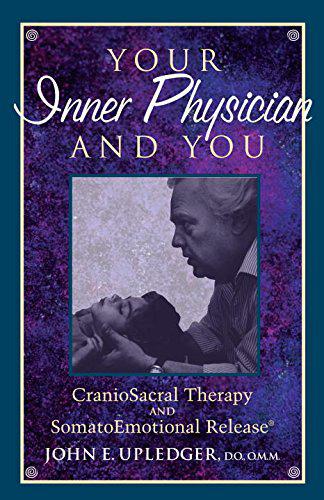 YOUR
Inner Physician
AND YOU
CranioSacral Therapy
AND
SomatoEmotional Release®
JOHN E. UPLEDGER, D.O. O.M.M.